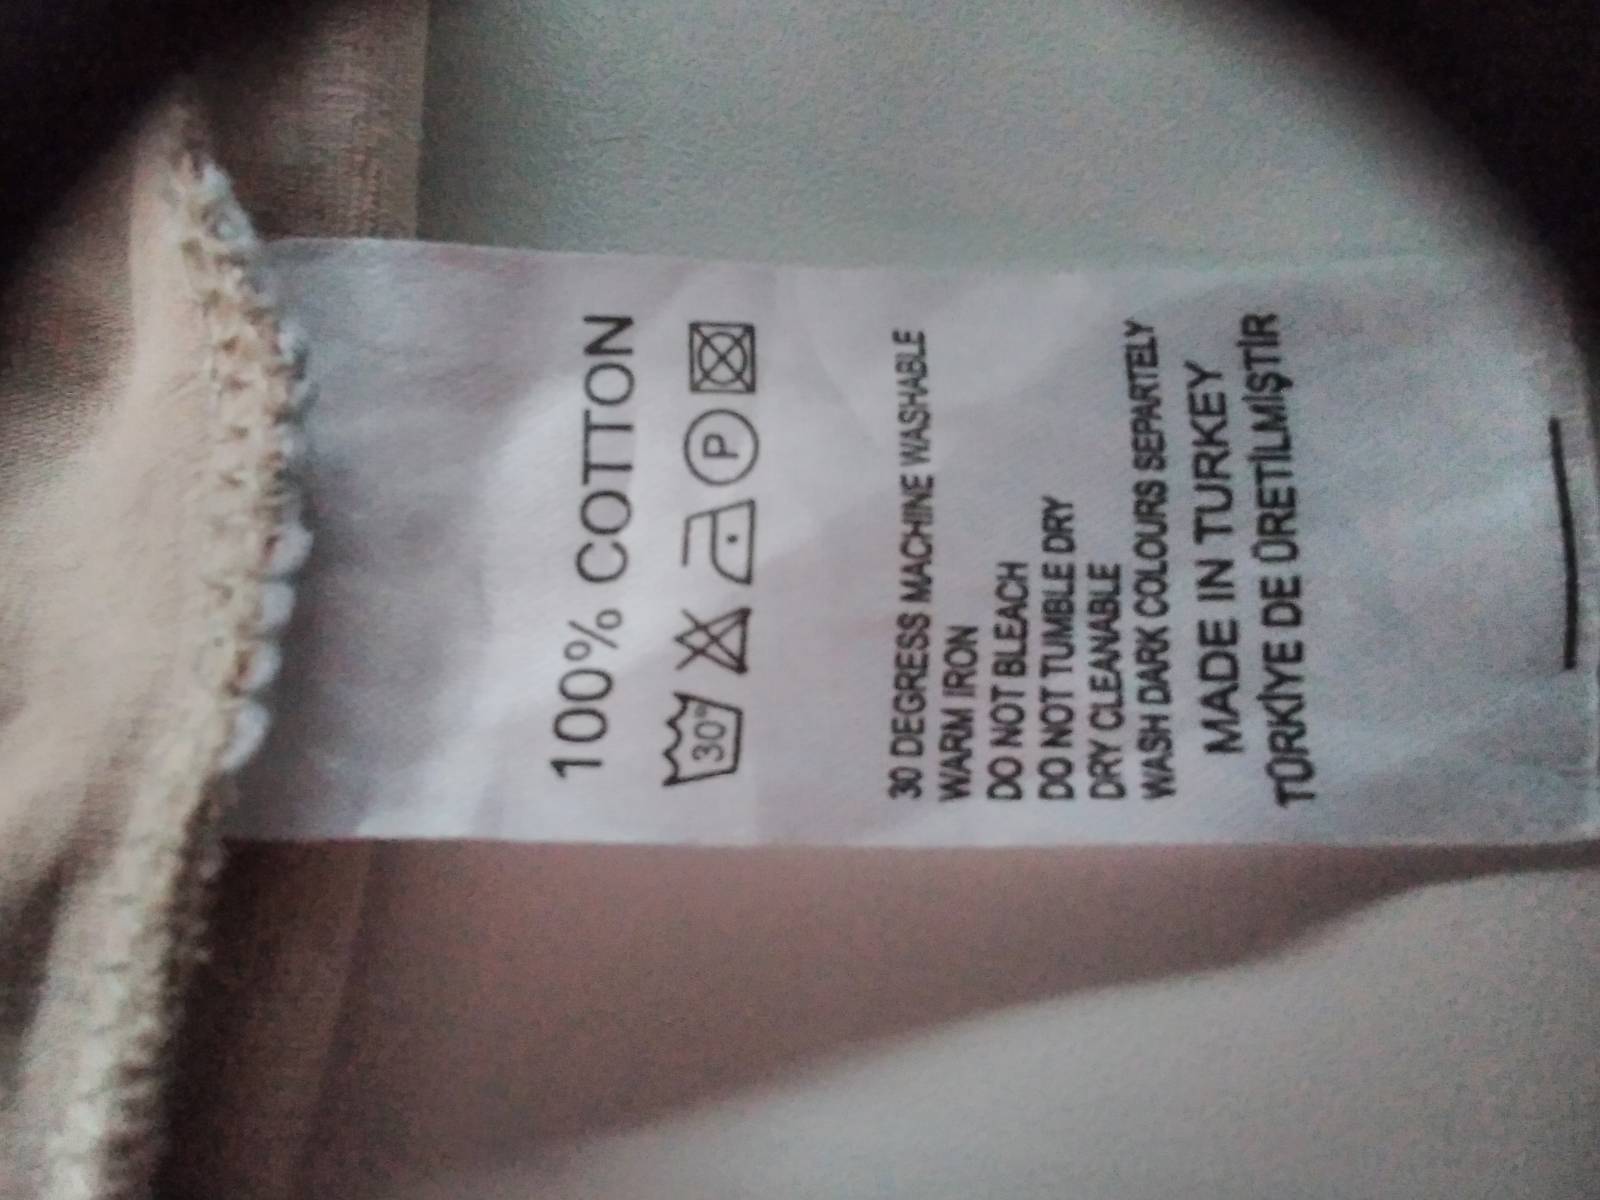 100% COTTON
30° P
30 DEGRESS MACHINE WASHABLE
WARM IRON
DO NOT BLEACH
DO NOT TUMBLE DRY
DRY CLEANABLE
WASH DARK COLOURS SEPARTELY
MADE IN TURKEY
TÜRKİYE DE ÜRETİLMİŞTİR